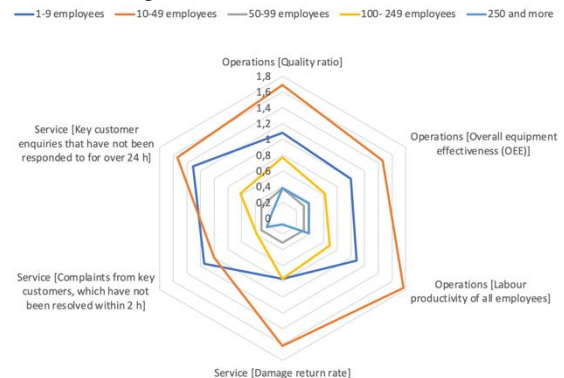 1-9 employees 10-49 employees 50-99 employees 100- 249 employees 250 and more
Operations [Quality ratio]
1,8
1,6
1,4
1,2
1
0,8
0,6
0,4
0,2
0
Operations [Overall equipment
effectiveness (OEE)]
Operations [Labour
productivity of all employees]
Service [Damage return rate]
Service [Complaints from key
customers, which have not
been resolved within 2 h]
Service [Key customer
enquiries that have not been
responded to for over 24 h]